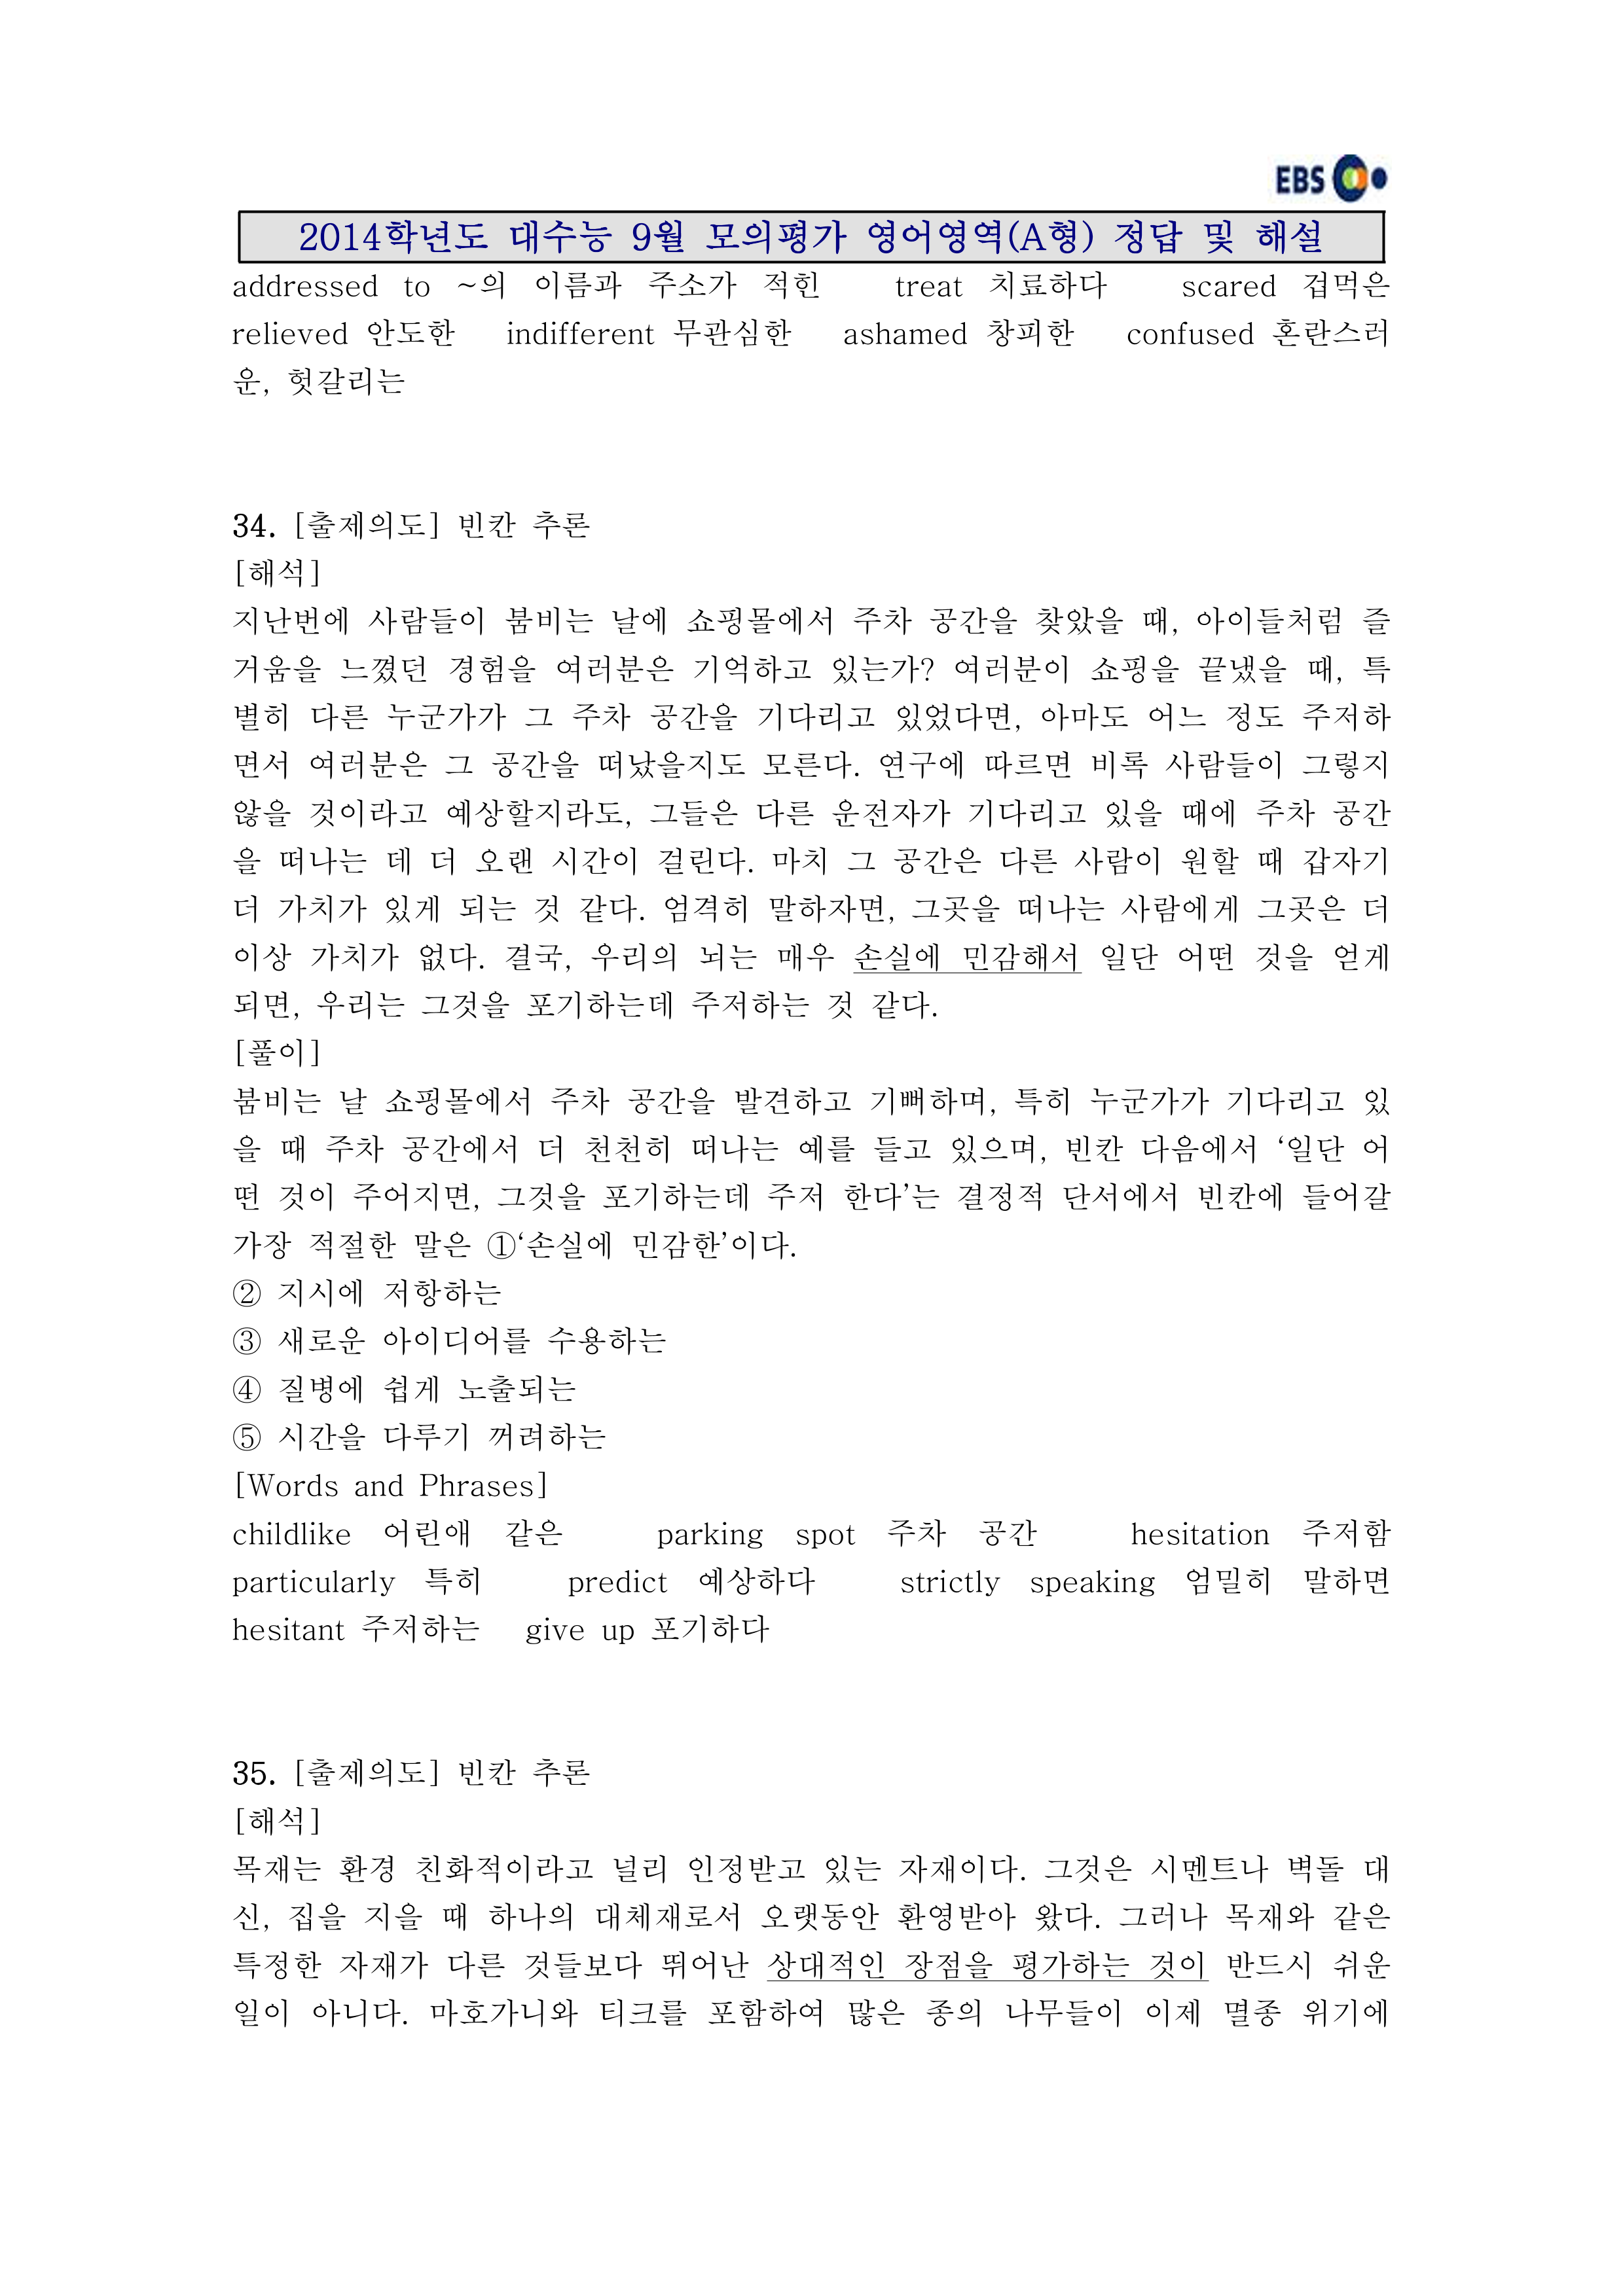 EBS
2014학년도 대수능 9월 모의평가 영어영역(A형) 정답 및 해설
addressed to ~의 이름과 주소가 적힌 treat 치료하다 scared 겁먹은
relieved 안도한 indifferent 무관심한 ashamed 창피한 confused 혼란스러
운, 헛갈리는
34. [출제의도] 빈칸 추론
[해석]
지난번에 사람들이 붐비는 날에 쇼핑몰에서 주차 공간을 찾았을 때, 아이들처럼 즐
거움을 느꼈던 경험을 여러분은 기억하고 있는가? 여러분이 쇼핑을 끝냈을 때, 특
별히 다른 누군가가 그 주차 공간을 기다리고 있었다면, 아마도 어느 정도 주저하
면서 여러분은 그 공간을 떠났을지도 모른다. 연구에 따르면 비록 사람들이 그렇지
않을 것이라고 예상할지라도, 그들은 다른 운전자가 기다리고 있을 때에 주차 공간
을 떠나는 데 더 오랜 시간이 걸린다. 마치 그 공간은 다른 사람이 원할 때 갑자기
더 가치가 있게 되는 것 같다. 엄격히 말하자면, 그곳을 떠나는 사람에게 그곳은 더
이상 가치가 없다. 결국, 우리의 뇌는 매우 손실에 민감해서 일단 어떤 것을 얻게
되면, 우리는 그것을 포기하는데 주저하는 것 같다.
[풀이]
붐비는 날 쇼핑몰에서 주차 공간을 발견하고 기뻐하며, 특히 누군가가 기다리고 있
을 때 주차 공간에서 더 천천히 떠나는 예를 들고 있으며, 빈칸 다음에서 ‘일단 어
떤 것이 주어지면, 그것을 포기하는데 주저 한다’는 결정적 단서에서 빈칸에 들어갈
가장 적절한 말은 ①‘손실에 민감한’이다.
② 지시에 저항하는
③ 새로운 아이디어를 수용하는
④ 질병에 쉽게 노출되는
⑤ 시간을 다루기 꺼려하는
[Words and Phrases]
childlike 어린애 같은 parking spot 주차 공간 hesitation 주저함
particularly 특히 predict 예상하다 strictly speaking 엄밀히 말하면
hesitant 주저하는 give up 포기하다
35. [출제의도] 빈칸 추론
[해석]
목재는 환경 친화적이라고 널리 인정받고 있는 자재이다. 그것은 시멘트나 벽돌 대
신, 집을 지을 때 하나의 대체재로서 오랫동안 환영받아 왔다. 그러나 목재와 같은
특정한 자재가 다른 것들보다 뛰어난 상대적인 장점을 평가하는 것이 반드시 쉬운
일이 아니다. 마호가니와 티크를 포함하여 많은 종의 나무들이 이제 멸종 위기에